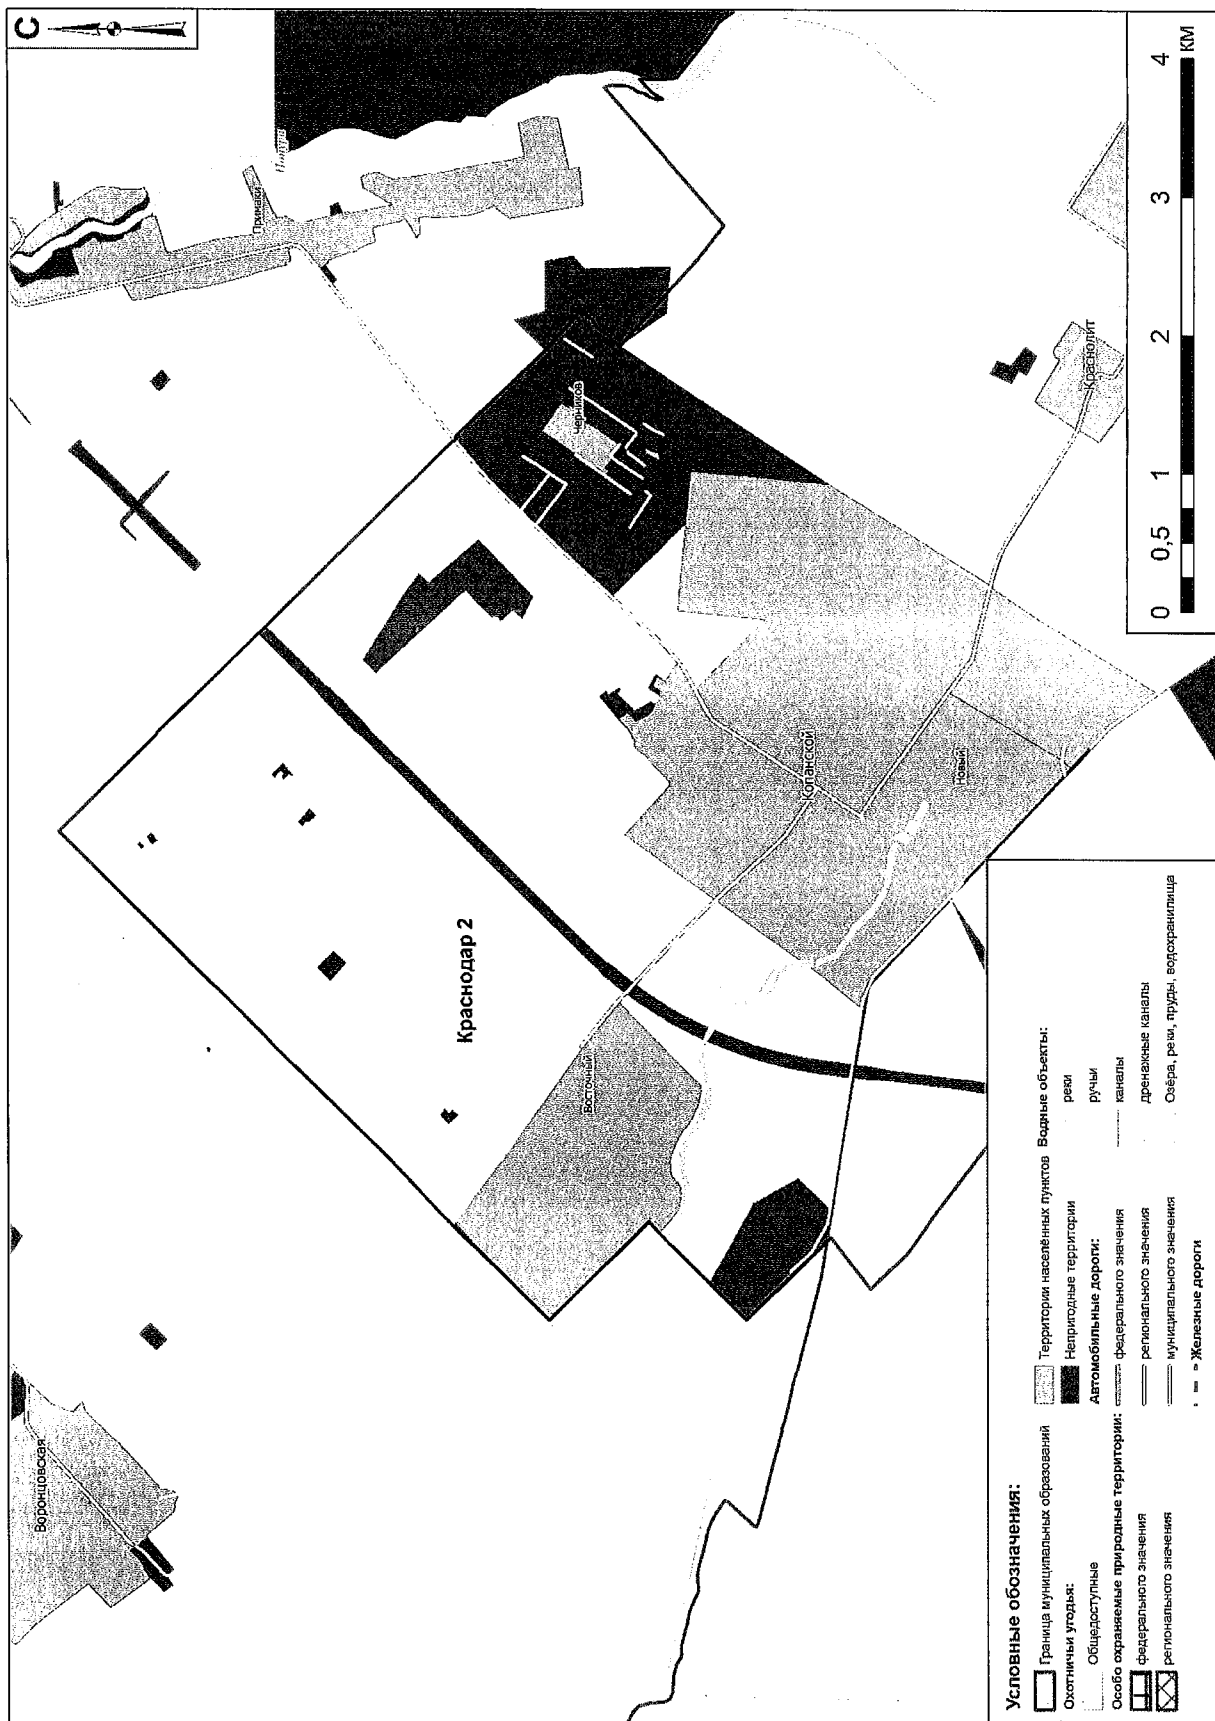 С
Воронцовская
Примаки
Черников
Краснодар 2
Восточный
Копанской
Новый
Краснолит
Условные обозначения:
Граница муниципальных образований
Охотничьи угодья:
Общедоступные
Особо охраняемые природные территории:
федерального значения
регионального значения
Территории населённых пунктов
Непригодные территории
Автомобильные дороги:
федерального значения
регионального значения
муниципального значения
Железные дороги
Водные объекты:
реки
ручьи
каналы
дренажные каналы
Озёра, реки, пруды, водохранилища
0 0,5 1 2 3 4
КМ